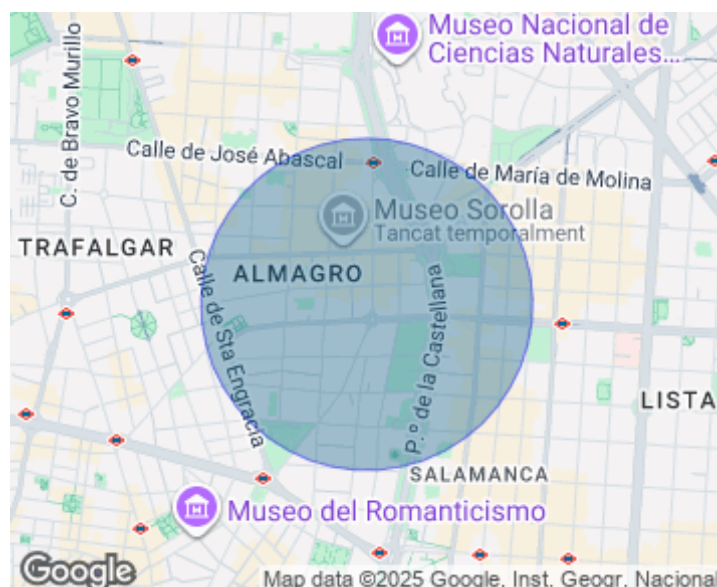 Museo Nacional de
Ciencias Naturales...
C. de Bravo Murillo
Calle de José Abascal
Calle de María de Molina
Museo Sorolla
Tancat temporalment
TRAFALGAR
ALMAGRO
Calle de Sta Engracia
P.º de la Castellana
LISTA
SALAMANCA
Museo del Romanticismo
Google
Map data ©2025 Google, Inst. Geogr. Nacional